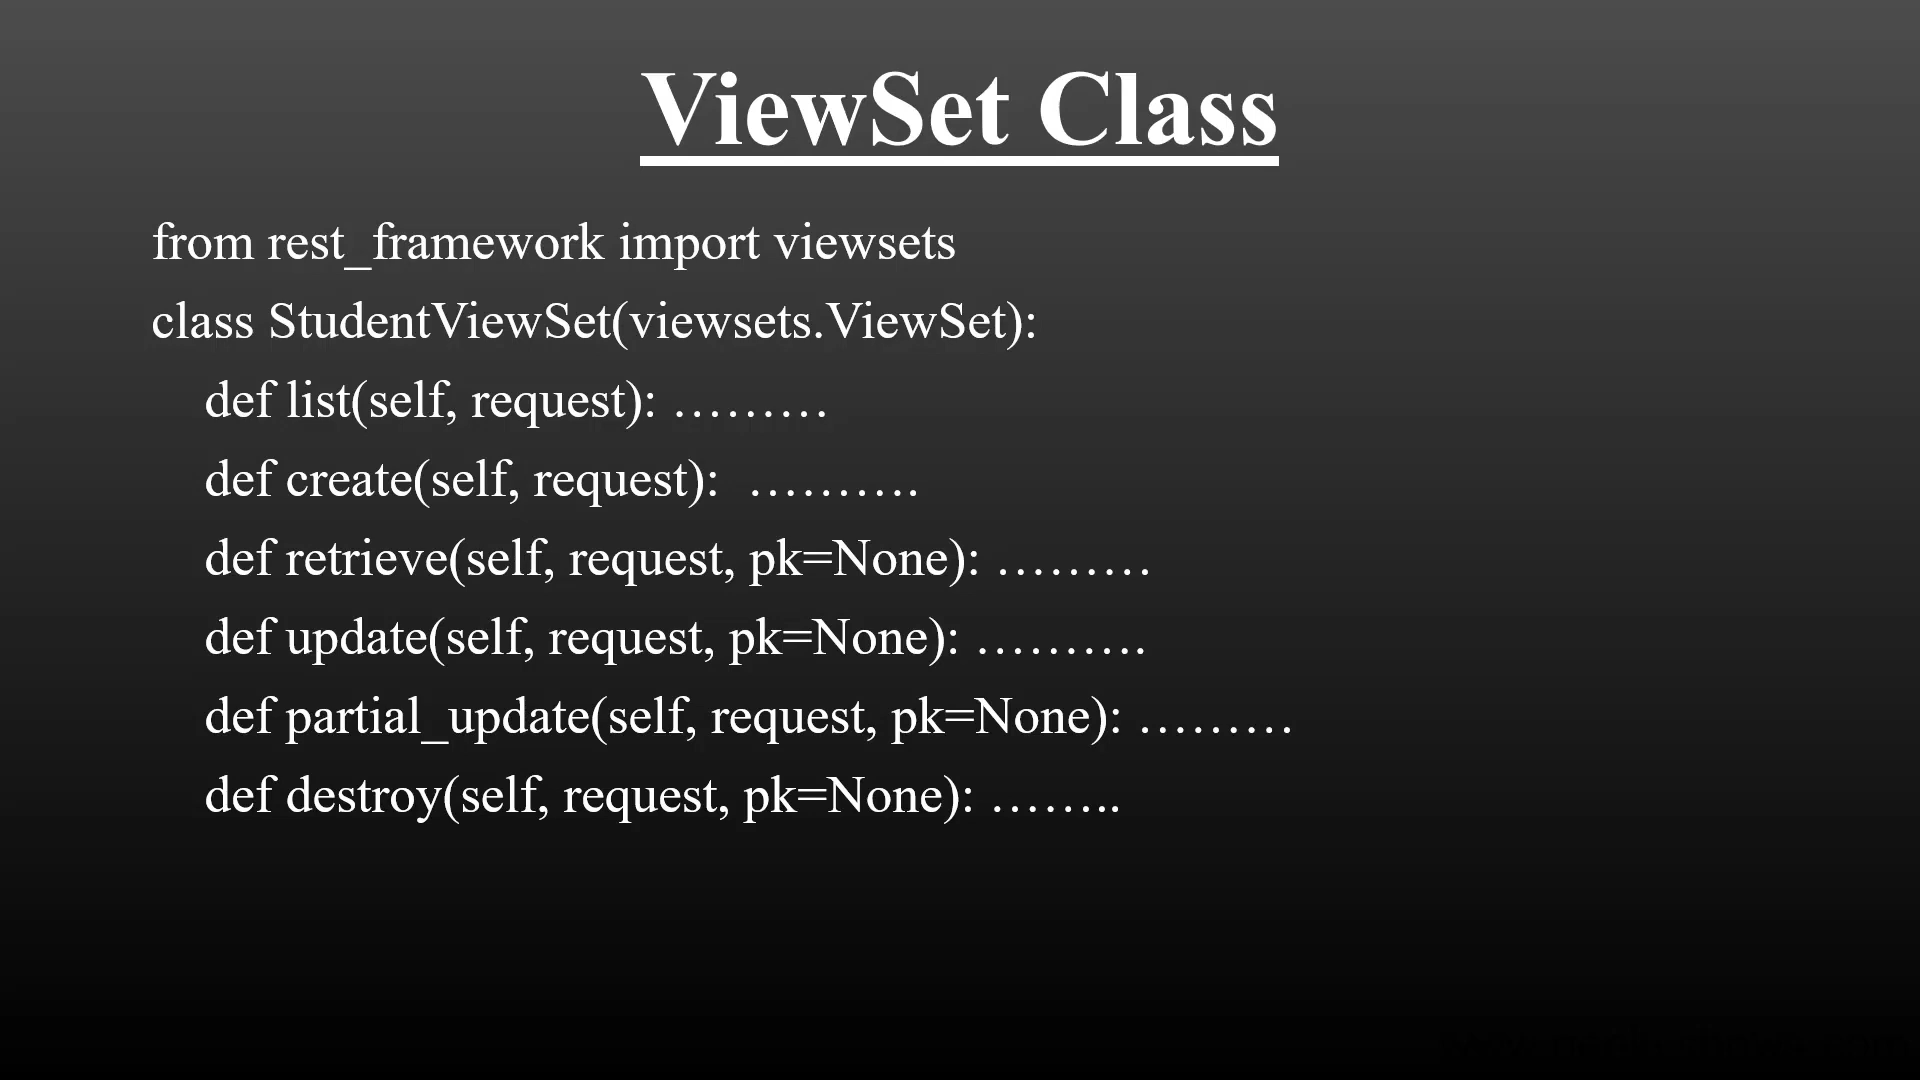 ViewSet Class
from rest_framework import viewsets
class StudentViewSet(viewsets.ViewSet):
def list(self, request): ………
def create(self, request):  ……….
def retrieve(self, request, pk=None): ………
def update(self, request, pk=None): ……….
def partial_update(self, request, pk=None): ………
def destroy(self, request, pk=None): ……..